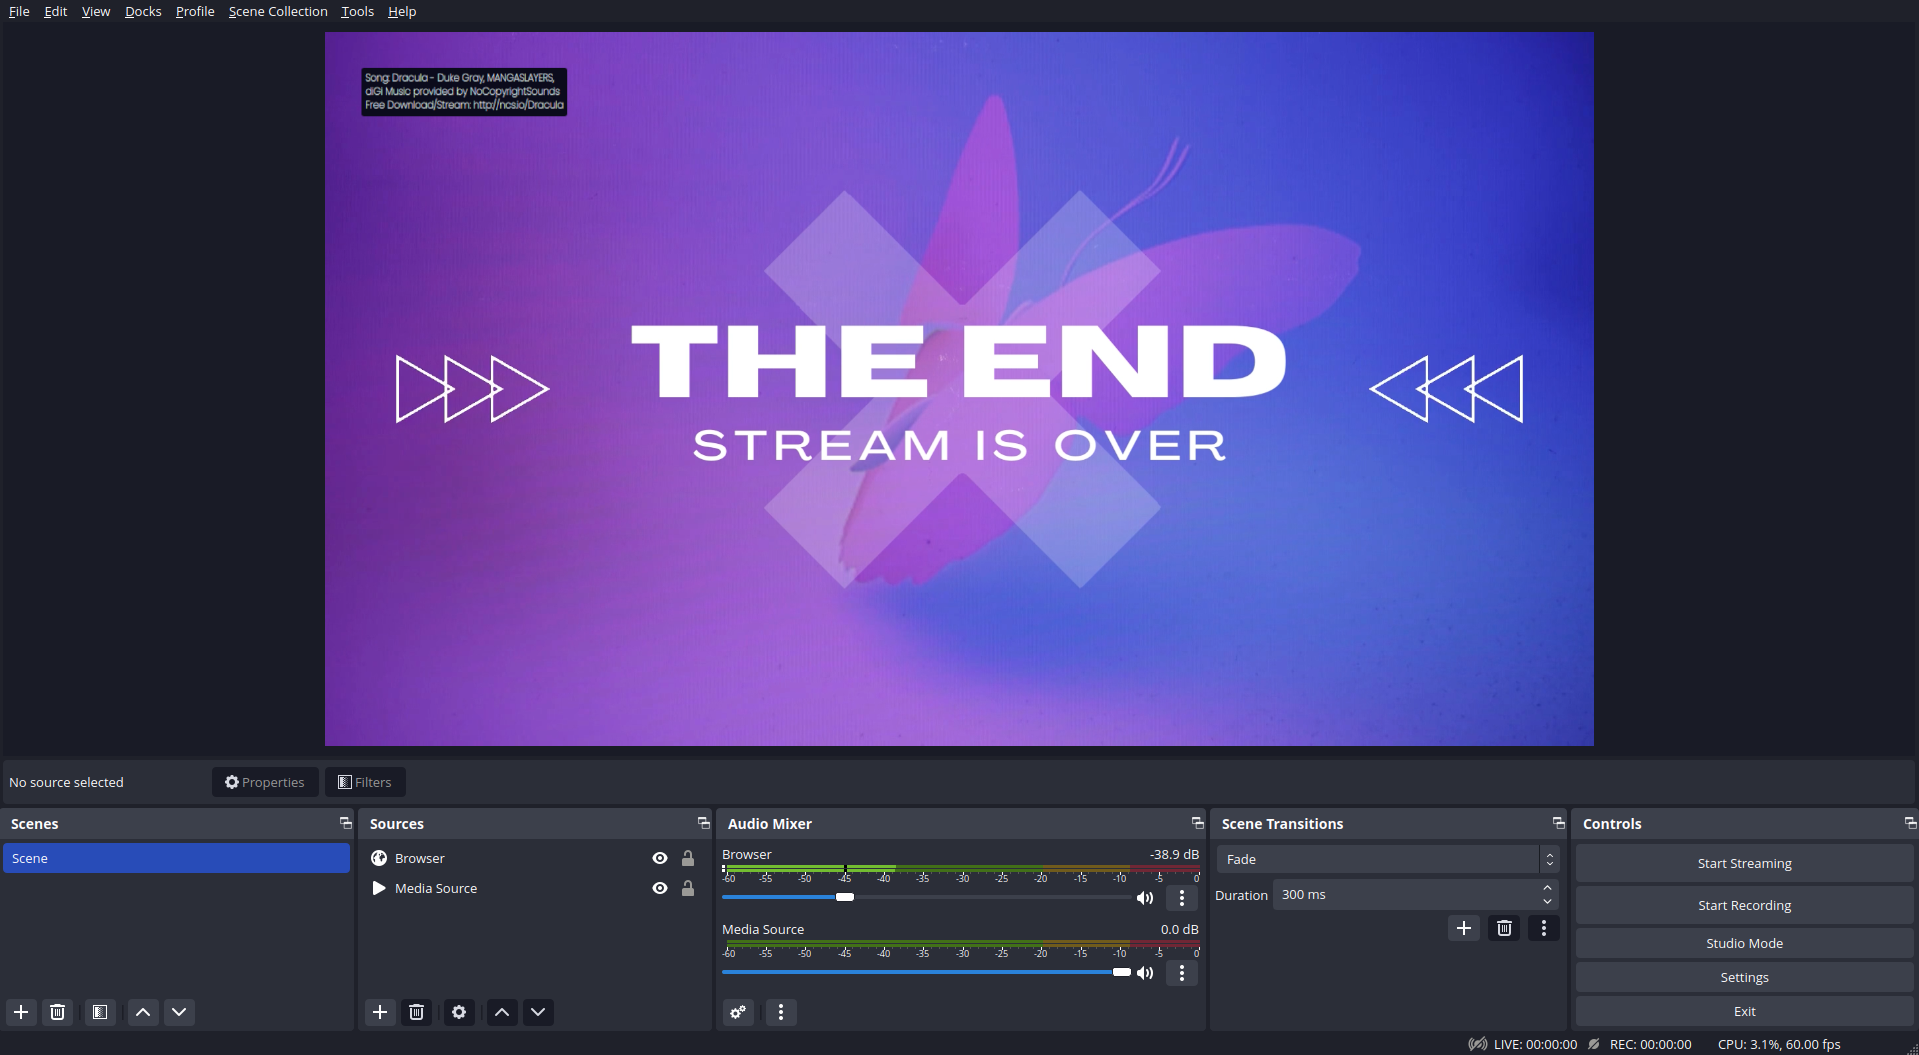 File Edit View Docks Profile Scene Collection Tools Help
Song: Dracula - Duke Gray, MANGASLAYERS,
diGi Music provided by NoCopyrightSounds
Free Download/Stream: http://ncs.io/Dracula
THE END
STREAM IS OVER
No source selected Properties Filters
Scenes
Scene
Sources
Browser
Media Source
Audio Mixer
Browser -38.9 dB
-60 -55 -50 -45 -40 -35 -30 -25 -20 -15 -10 -5 0
Media Source 0.0 dB
-60 -55 -50 -45 -40 -35 -30 -25 -20 -15 -10 -5 0
Scene Transitions
Fade
Duration 300 ms
Controls
Start Streaming
Start Recording
Studio Mode
Settings
Exit
LIVE: 00:00:00 REC: 00:00:00 CPU: 3.1%, 60.00 fps